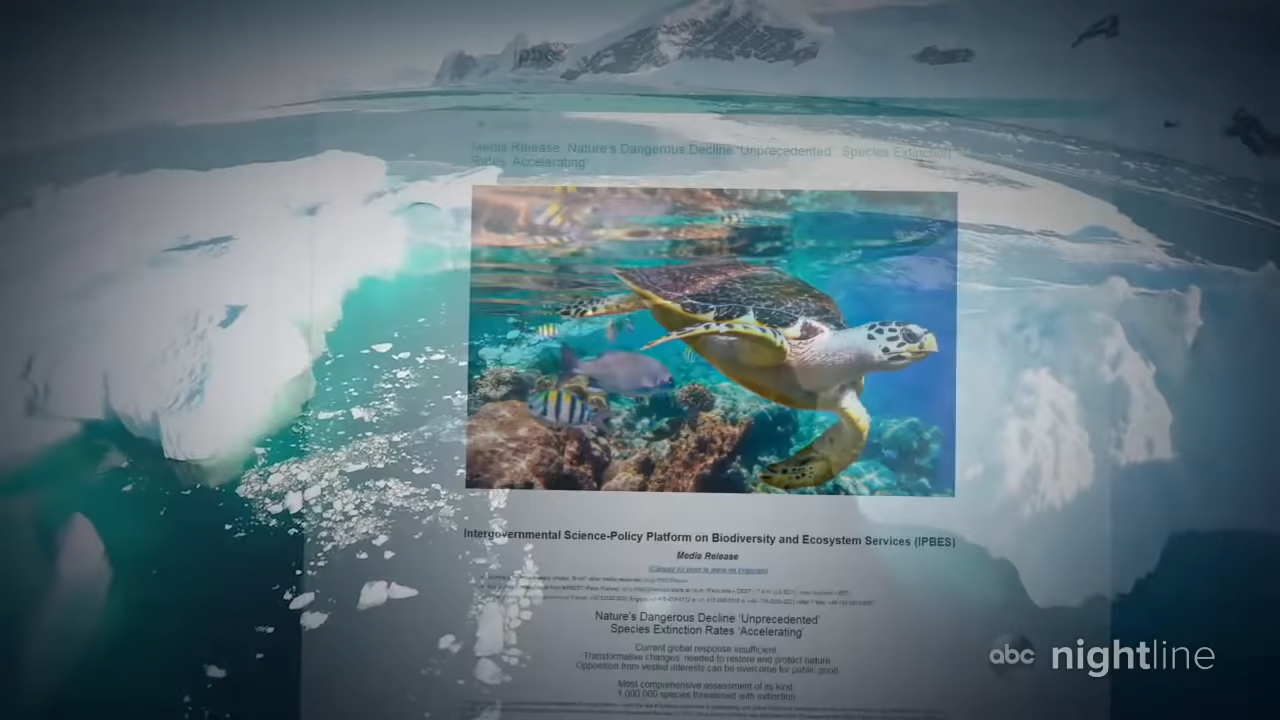 Media Release: Nature's Dangerous Decline 'Unprecedented' Species Extinction
Rates 'Accelerating'
Intergovernmental Science-Policy Platform on Biodiversity and Ecosystem Services (IPBES)
Media Release
Nature's Dangerous Decline 'Unprecedented'
Species Extinction Rates 'Accelerating'
Current global response insufficient
'Transformative changes' needed to restore and protect nature
Opposition from vested interests can be overcome for public good
Most comprehensive assessment of its kind
1,000,000 species threatened with extinction
abc nightline